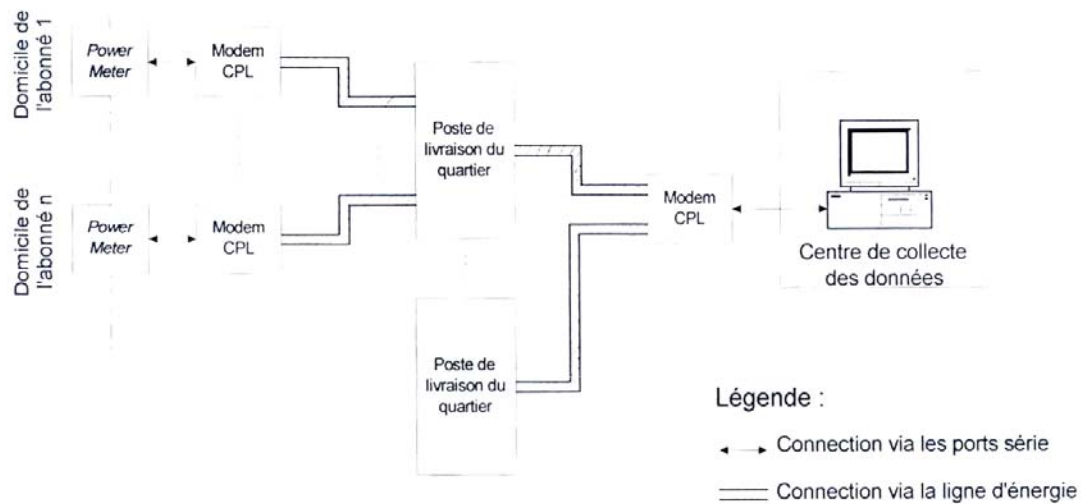 Domicile de
l'abonné 1
Power
Meter
Modem
CPL
Poste de
livraison du
quartier
Domicile de
l'abonné n
Power
Meter
Modem
CPL
Modem
CPL
Centre de collecte
des données
Poste de
livraison du
quartier
Légende :
Connection via les ports série
Connection via la ligne d'énergie